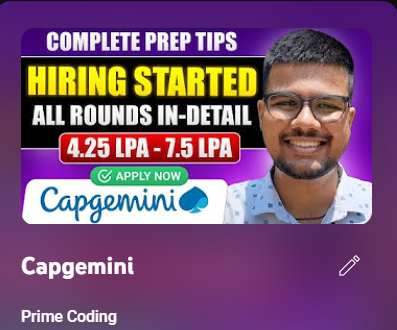 COMPLETE PREP TIPS
HIRING STARTED
ALL ROUNDS IN-DETAIL
4.25 LPA - 7.5 LPA
APPLY NOW
Capgemini
Capgemini
Prime Coding